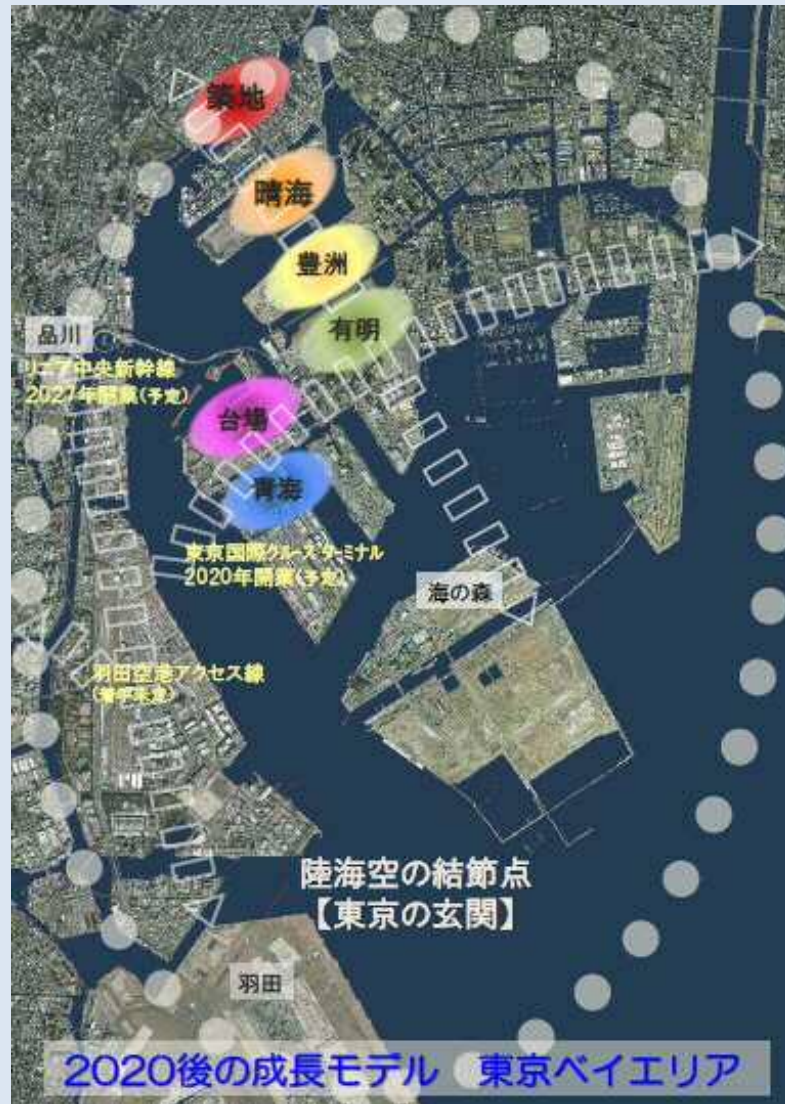 築地
晴海
豊洲
有明
品川
リニア中央新幹線
2027年開業(予定)
台場
青海
東京国際クルーズターミナル
2020年開業(予定)
海の森
羽田空港アクセス線
(着手未定)
陸海空の結節点
【東京の玄関】
羽田
2020後の成長モデル 東京ベイエリア